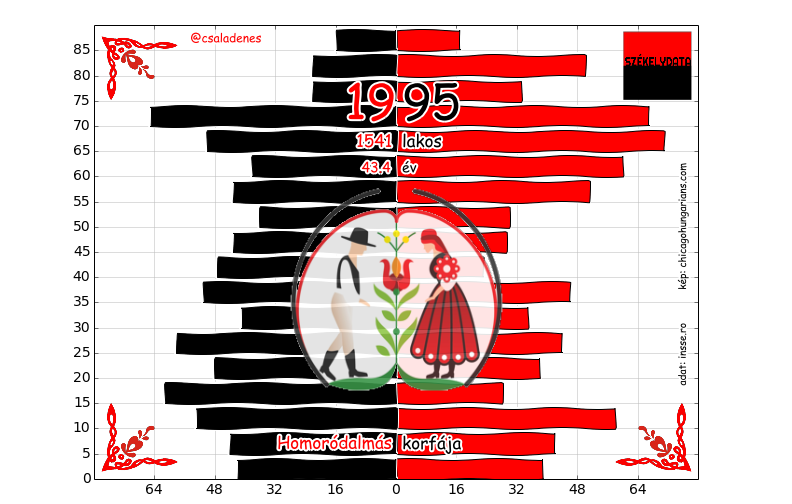 @csaladenes
SZÉKELYDATA
1995
1541 lakos
43.4 év
kép: chicagohungarians.com
adat: insse.ro
Homoródalmás korfája
85
80
75
70
65
60
55
50
45
40
35
30
25
20
15
10
5
0
64 48 32 16 0 16 32 48 64